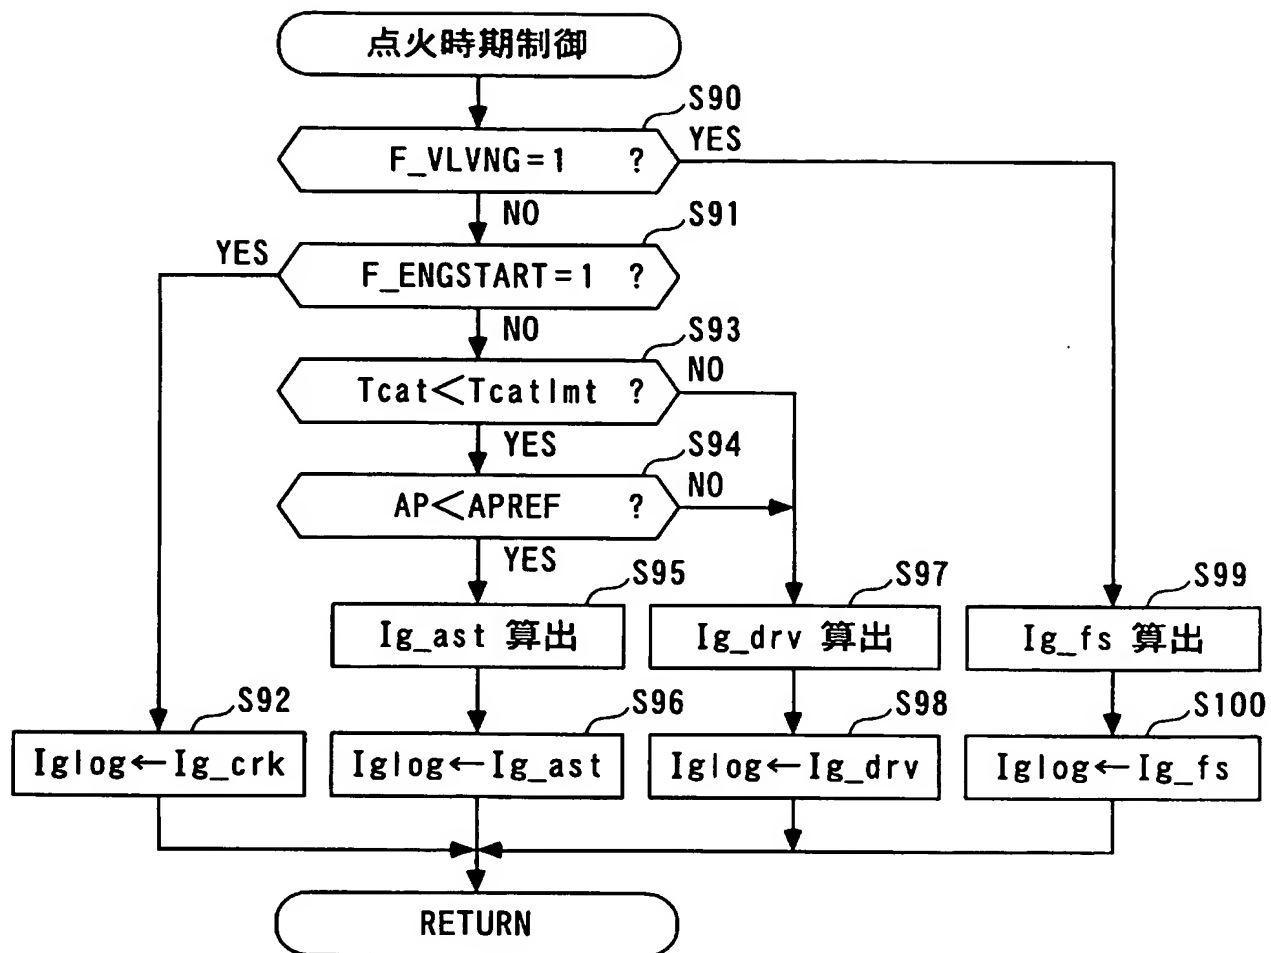 点火時期制御
S90
F_VLVNG=1 ?
YES
NO
S91
YES
F_ENGSTART=1 ?
NO
S93
Tcat<Tcatlmt ?
NO
YES
S94
AP<APREF ?
NO
YES
S95
Ig_ast 算出
S97
Ig_drv 算出
S99
Ig_fs 算出
S92
Iglog←Ig_crk
S96
Iglog←Ig_ast
S98
Iglog←Ig_drv
S100
Iglog←Ig_fs
RETURN